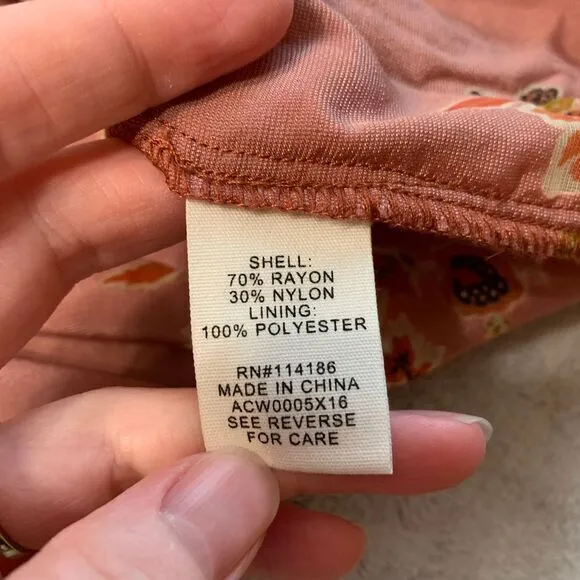 SHELL:
70% RAYON
30% NYLON
LINING:
100% POLYESTER
RN#114186
MADE IN CHINA
ACW0005X16
SEE REVERSE
FOR CARE